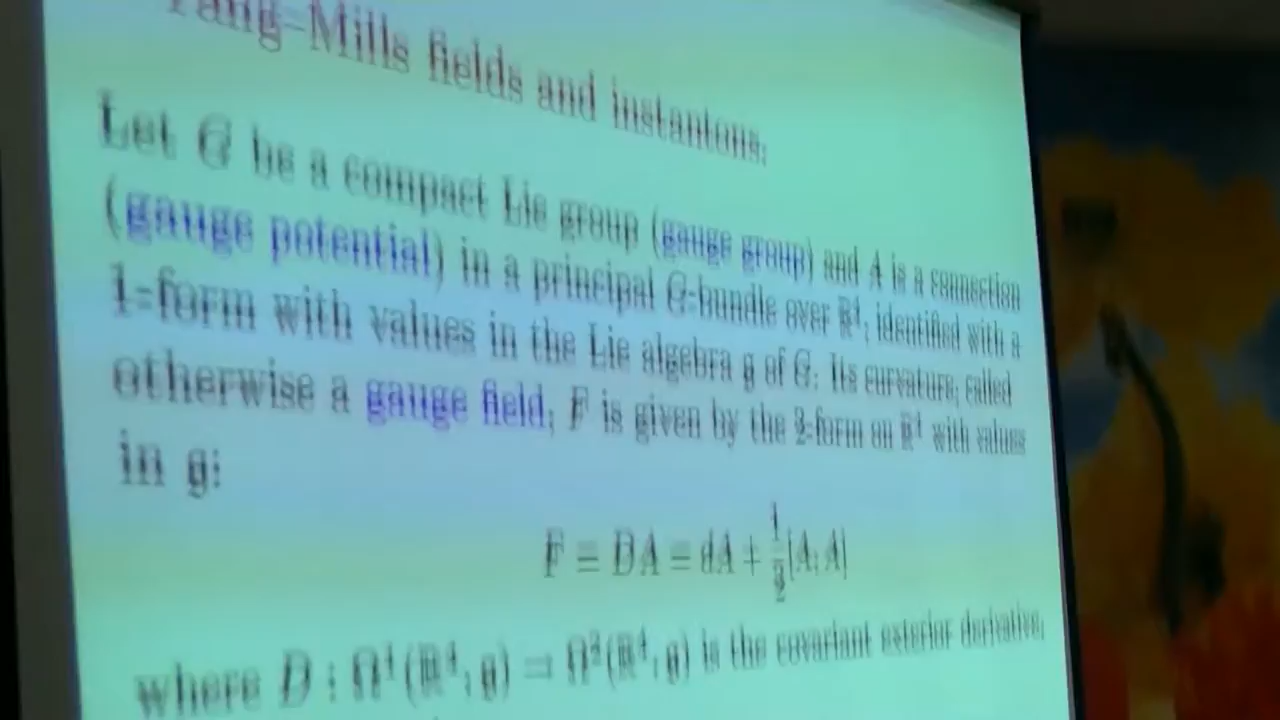 Yang–Mills fields and instantons.
Let G be a compact Lie group (gauge group) and A is a connection
(gauge potential) in a principal G-bundle over ℝ⁴, identified with a
1-form with values in the Lie algebra g of G. Its curvature, called
otherwise a gauge field, F is given by the 2-form on ℝ⁴ with values
in g:
F = DA = dA + 1/2[A, A]
where D : Ω¹(ℝ⁴, g) → Ω²(ℝ⁴, g) is the covariant exterior derivative,